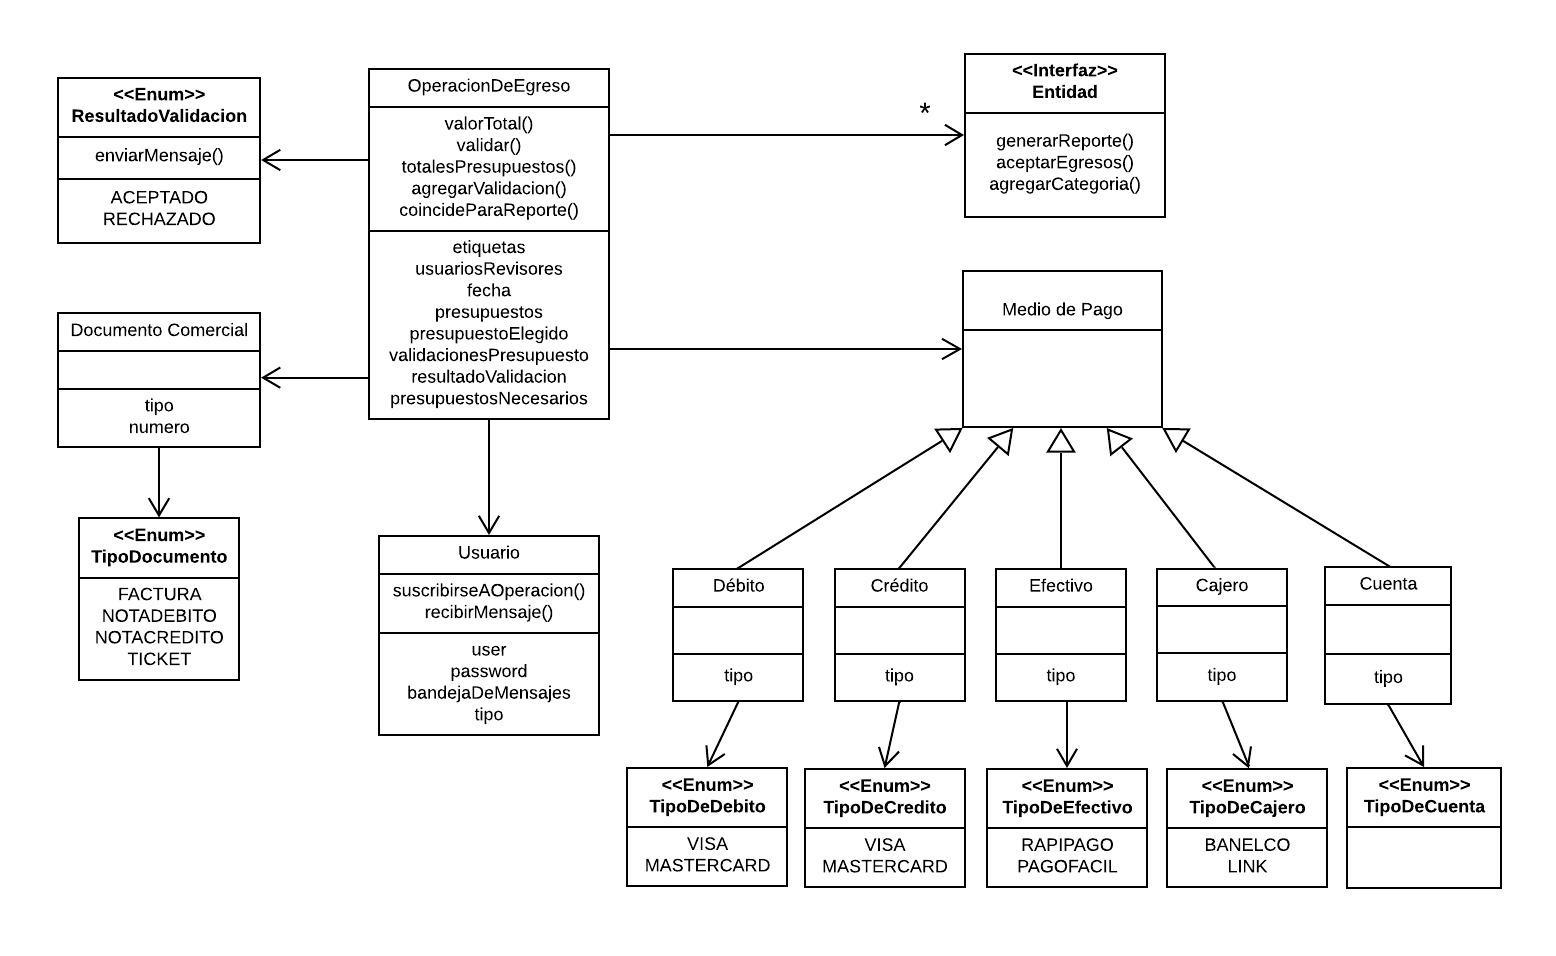 <<Enum>>
ResultadoValidacion
enviarMensaje()
ACEPTADO
RECHAZADO
OperacionDeEgreso
valorTotal()
validar()
totalesPresupuestos()
agregarValidacion()
coincideParaReporte()
etiquetas
usuariosRevisores
fecha
presupuestos
presupuestoElegido
validacionesPresupuesto
resultadoValidacion
presupuestosNecesarios
*
<<Interfaz>>
Entidad
generarReporte()
aceptarEgresos()
agregarCategoria()
Documento Comercial
tipo
numero
Medio de Pago
<<Enum>>
TipoDocumento
FACTURA
NOTADEBITO
NOTACREDITO
TICKET
Usuario
suscribirseAOperacion()
recibirMensaje()
user
password
bandejaDeMensajes
tipo
Débito
tipo
Crédito
tipo
Efectivo
tipo
Cajero
tipo
Cuenta
tipo
<<Enum>>
TipoDeDebito
VISA
MASTERCARD
<<Enum>>
TipoDeCredito
VISA
MASTERCARD
<<Enum>>
TipoDeEfectivo
RAPIPAGO
PAGOFACIL
<<Enum>>
TipoDeCajero
BANELCO
LINK
<<Enum>>
TipoDeCuenta